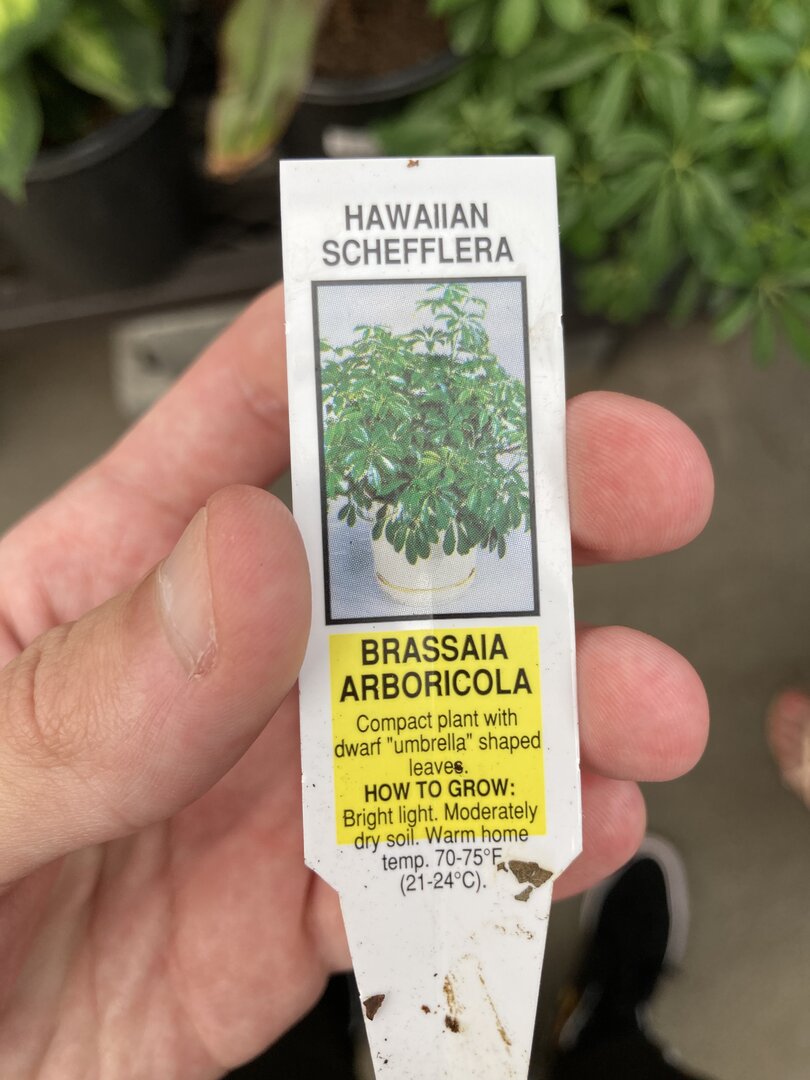 HAWAIIAN
SCHEFFLERA
BRASSAIA
ARBORICOLA
Compact plant with
dwarf "umbrella" shaped
leaves.
HOW TO GROW:
Bright light. Moderately
dry soil. Warm home
temp. 70-75°F
(21-24°C).